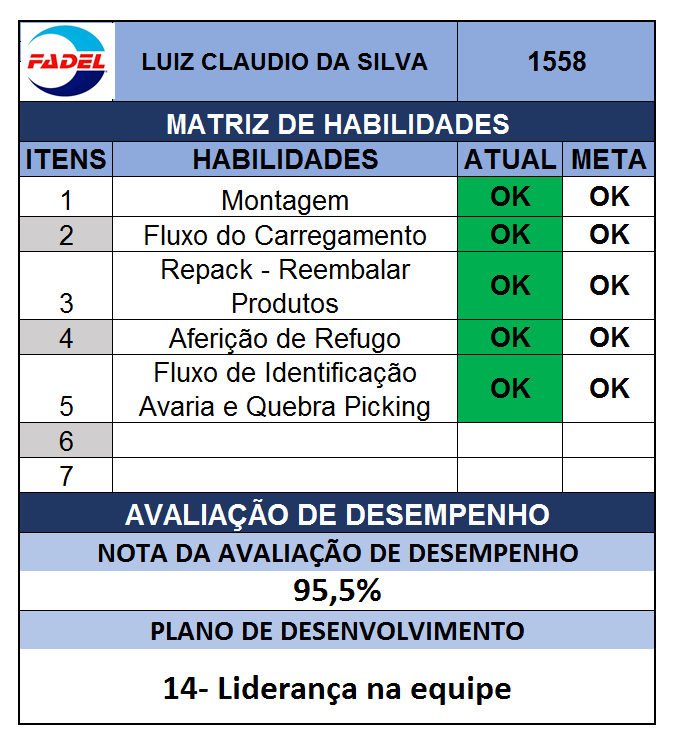 FADEL
LUIZ CLAUDIO DA SILVA 1558
MATRIZ DE HABILIDADES
ITENS HABILIDADES ATUAL META
1 Montagem OK OK
2 Fluxo do Carregamento OK OK
3 Repack - Reembalar
Produtos OK OK
4 Aferição de Refugo OK OK
5 Fluxo de Identificação
Avaria e Quebra Picking OK OK
6
7
AVALIAÇÃO DE DESEMPENHO
NOTA DA AVALIAÇÃO DE DESEMPENHO
95,5%
PLANO DE DESENVOLVIMENTO
14- Liderança na equipe